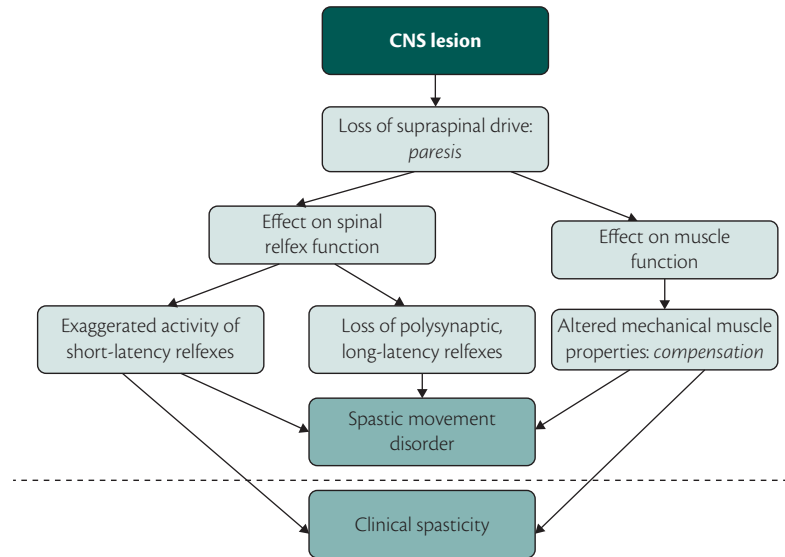 CNS lesion
Loss of supraspinal drive:
paresis
Effect on spinal
relfex function
Effect on muscle
function
Exaggerated activity of
short-latency relfexes
Loss of polysynaptic,
long-latency relfexes
Altered mechanical muscle
properties: compensation
Spastic movement
disorder
Clinical spasticity